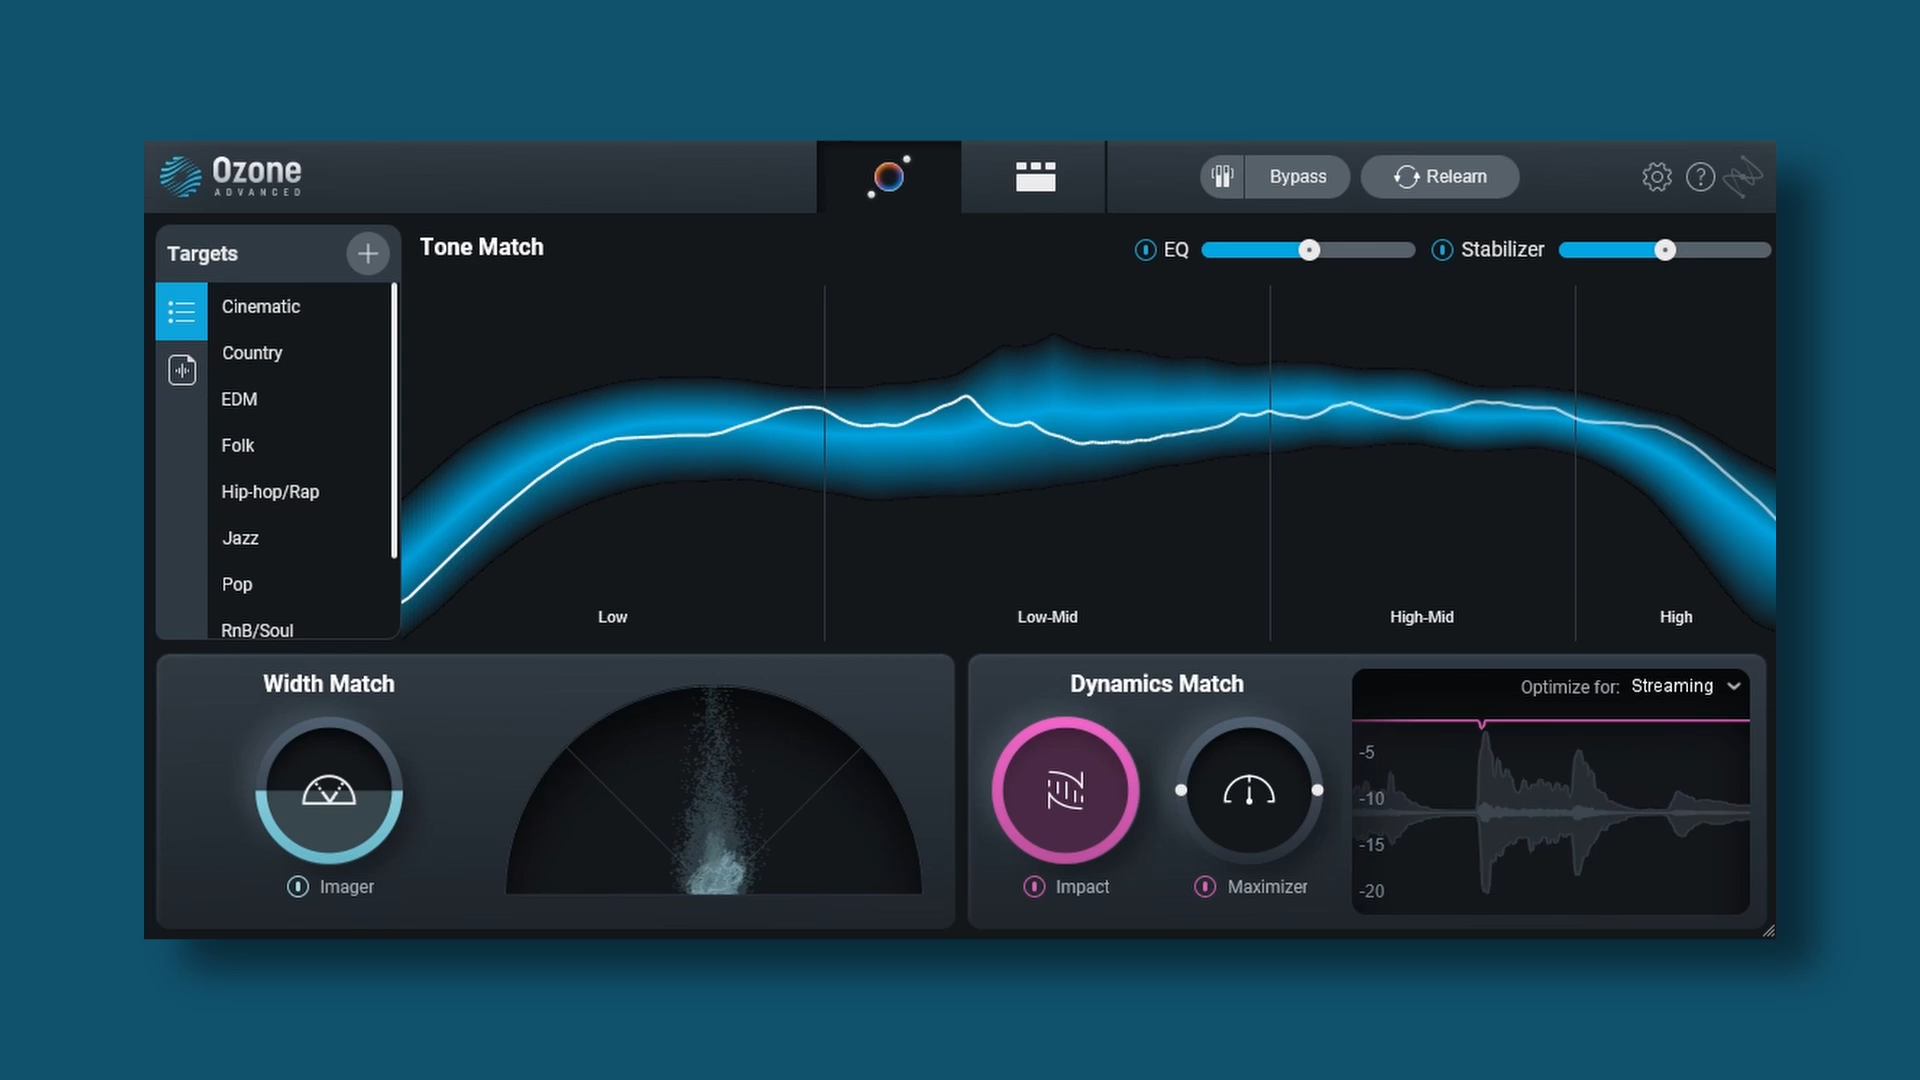 Ozone
ADVANCED
Bypass
Relearn
?
Targets
Cinematic
Country
EDM
Folk
Hip-hop/Rap
Jazz
Pop
RnB/Soul
Tone Match
EQ
Stabilizer
Low
Low-Mid
High-Mid
High
Width Match
Imager
Dynamics Match
Impact
Maximizer
Optimize for: Streaming
-5
-10
-15
-20